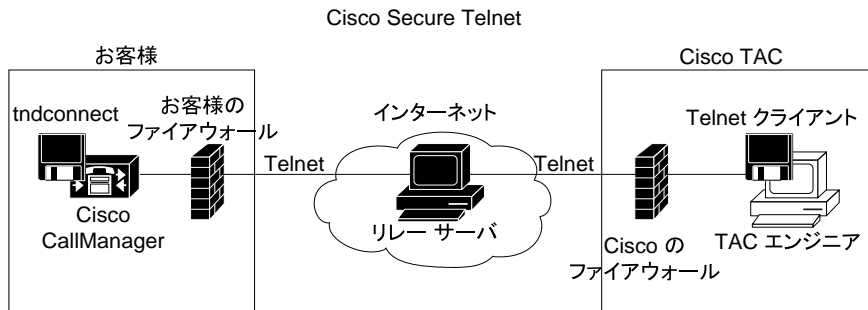 Cisco Secure Telnet
お客様
Cisco TAC
tndconnect
お客様の
ファイアウォール
インターネット
Telnet クライアント
Telnet
Telnet
Cisco
CallManager
リレー サーバ
Cisco の
ファイアウォール
TAC エンジニア